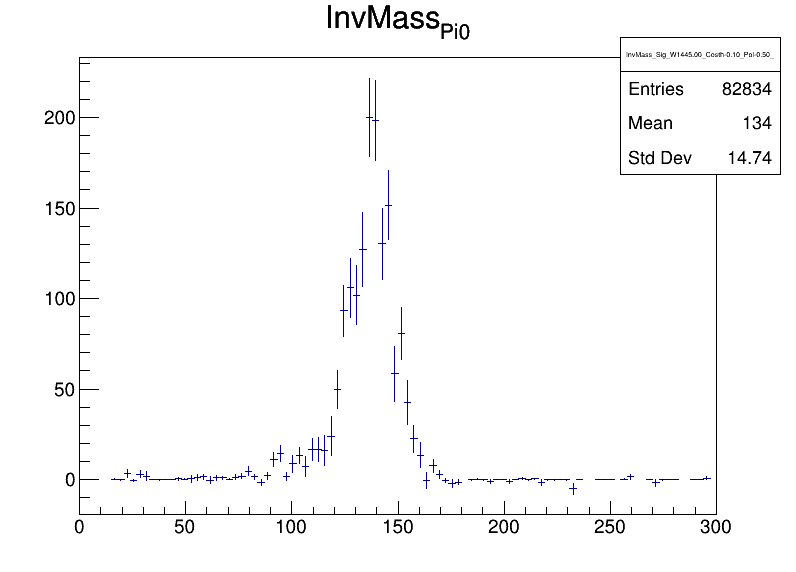 InvMass_Pi0
InvMass_Sig_W1445.00_Costh-0.10_Pol-0.50_
Entries 82834
Mean 134
Std Dev 14.74
200
150
100
50
0
0 50 100 150 200 250 300